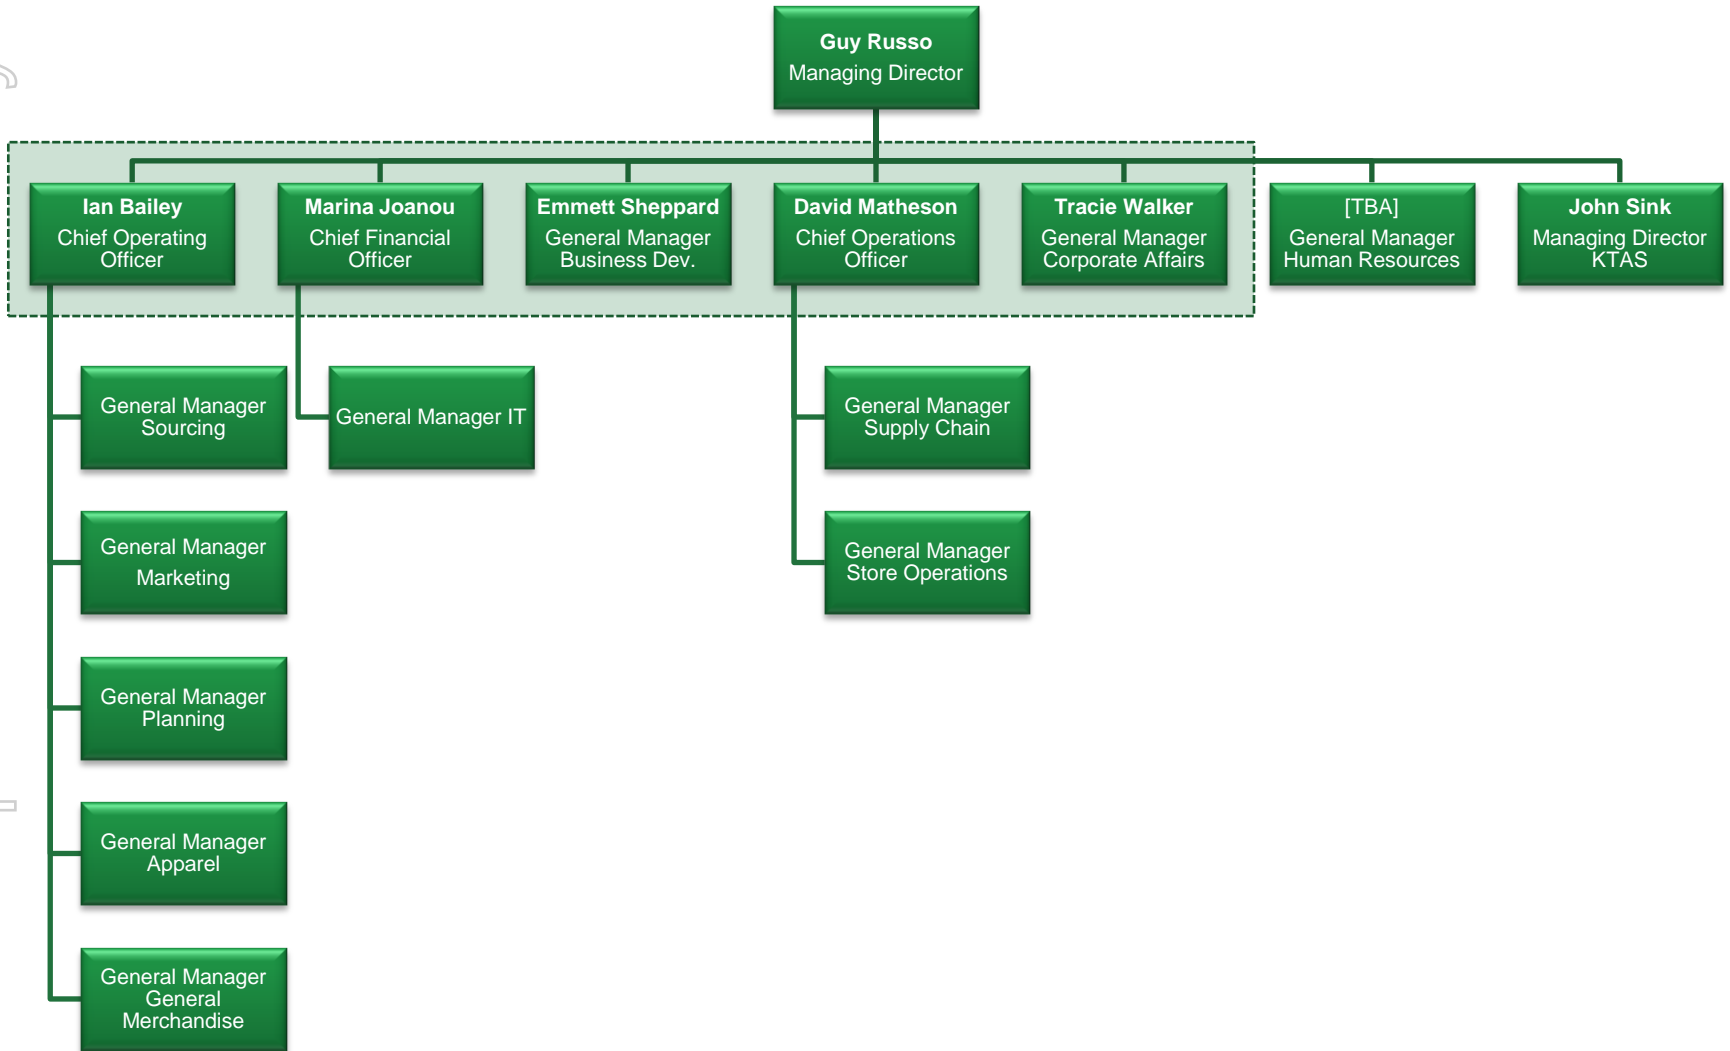 Guy Russo
Managing Director
Ian Bailey
Chief Operating
Officer
Marina Joanou
Chief Financial
Officer
Emmett Sheppard
General Manager
Business Dev.
David Matheson
Chief Operations
Officer
Tracie Walker
General Manager
Corporate Affairs
[TBA]
General Manager
Human Resources
John Sink
Managing Director
KTAS
General Manager
Sourcing
General Manager IT
General Manager
Supply Chain
General Manager
Marketing
General Manager
Store Operations
General Manager
Planning
General Manager
Apparel
General Manager
General
Merchandise